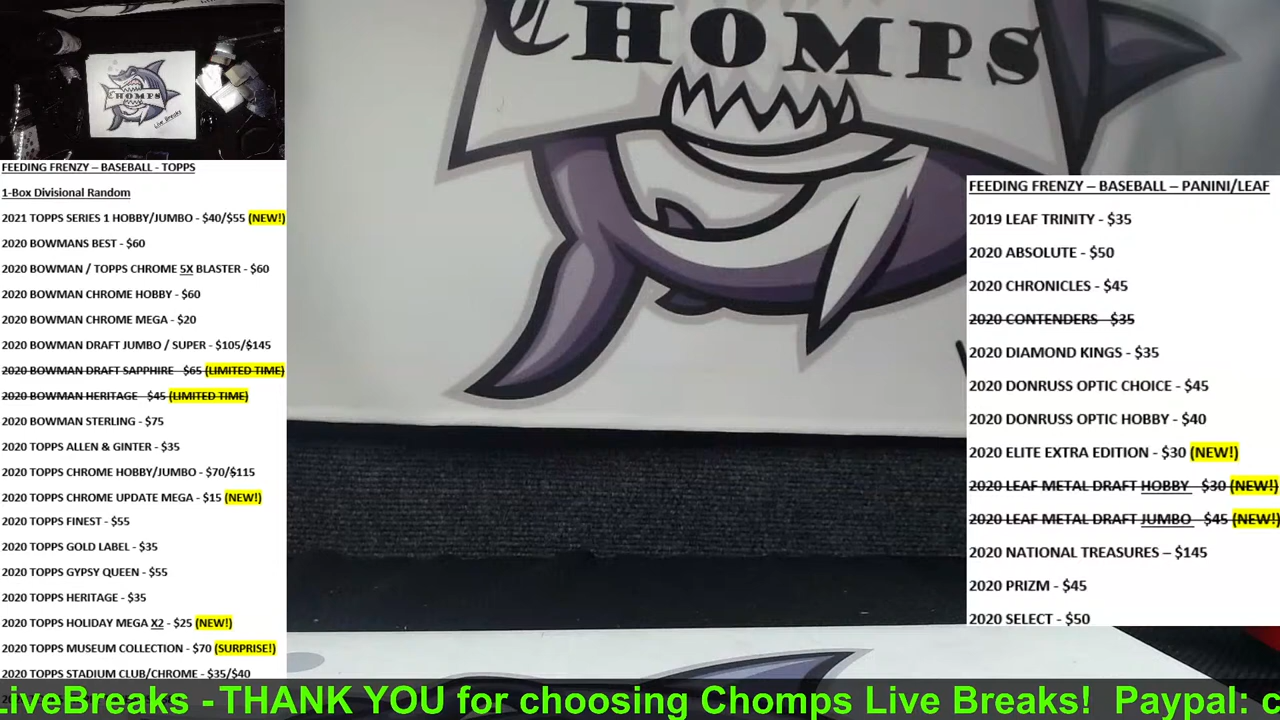 CHOMPS
Live Breaks
FEEDING FRENZY – BASEBALL - TOPPS
1-Box Divisional Random
2021 TOPPS SERIES 1 HOBBY/JUMBO - $40/$55 (NEW!)
2020 BOWMANS BEST - $60
2020 BOWMAN / TOPPS CHROME 5X BLASTER - $60
2020 BOWMAN CHROME HOBBY - $60
2020 BOWMAN CHROME MEGA - $20
2020 BOWMAN DRAFT JUMBO / SUPER - $105/$145
2020 BOWMAN DRAFT SAPPHIRE - $65 (LIMITED TIME)
2020 BOWMAN HERITAGE - $45 (LIMITED TIME)
2020 BOWMAN STERLING - $75
2020 TOPPS ALLEN & GINTER - $35
2020 TOPPS CHROME HOBBY/JUMBO - $70/$115
2020 TOPPS CHROME UPDATE MEGA - $15 (NEW!)
2020 TOPPS FINEST - $55
2020 TOPPS GOLD LABEL - $35
2020 TOPPS GYPSY QUEEN - $55
2020 TOPPS HERITAGE - $35
2020 TOPPS HOLIDAY MEGA X2 - $25 (NEW!)
2020 TOPPS MUSEUM COLLECTION - $70 (SURPRISE!)
2020 TOPPS STADIUM CLUB/CHROME - $35/$40
CHOMPS
FEEDING FRENZY – BASEBALL – PANINI/LEAF
2019 LEAF TRINITY - $35
2020 ABSOLUTE - $50
2020 CHRONICLES - $45
2020 CONTENDERS - $35
2020 DIAMOND KINGS - $35
2020 DONRUSS OPTIC CHOICE - $45
2020 DONRUSS OPTIC HOBBY - $40
2020 ELITE EXTRA EDITION - $30 (NEW!)
2020 LEAF METAL DRAFT HOBBY - $30 (NEW!)
2020 LEAF METAL DRAFT JUMBO - $45 (NEW!)
2020 NATIONAL TREASURES – $145
2020 PRIZM - $45
2020 SELECT - $50
LiveBreaks - THANK YOU for choosing Chomps Live Breaks! Paypal: c